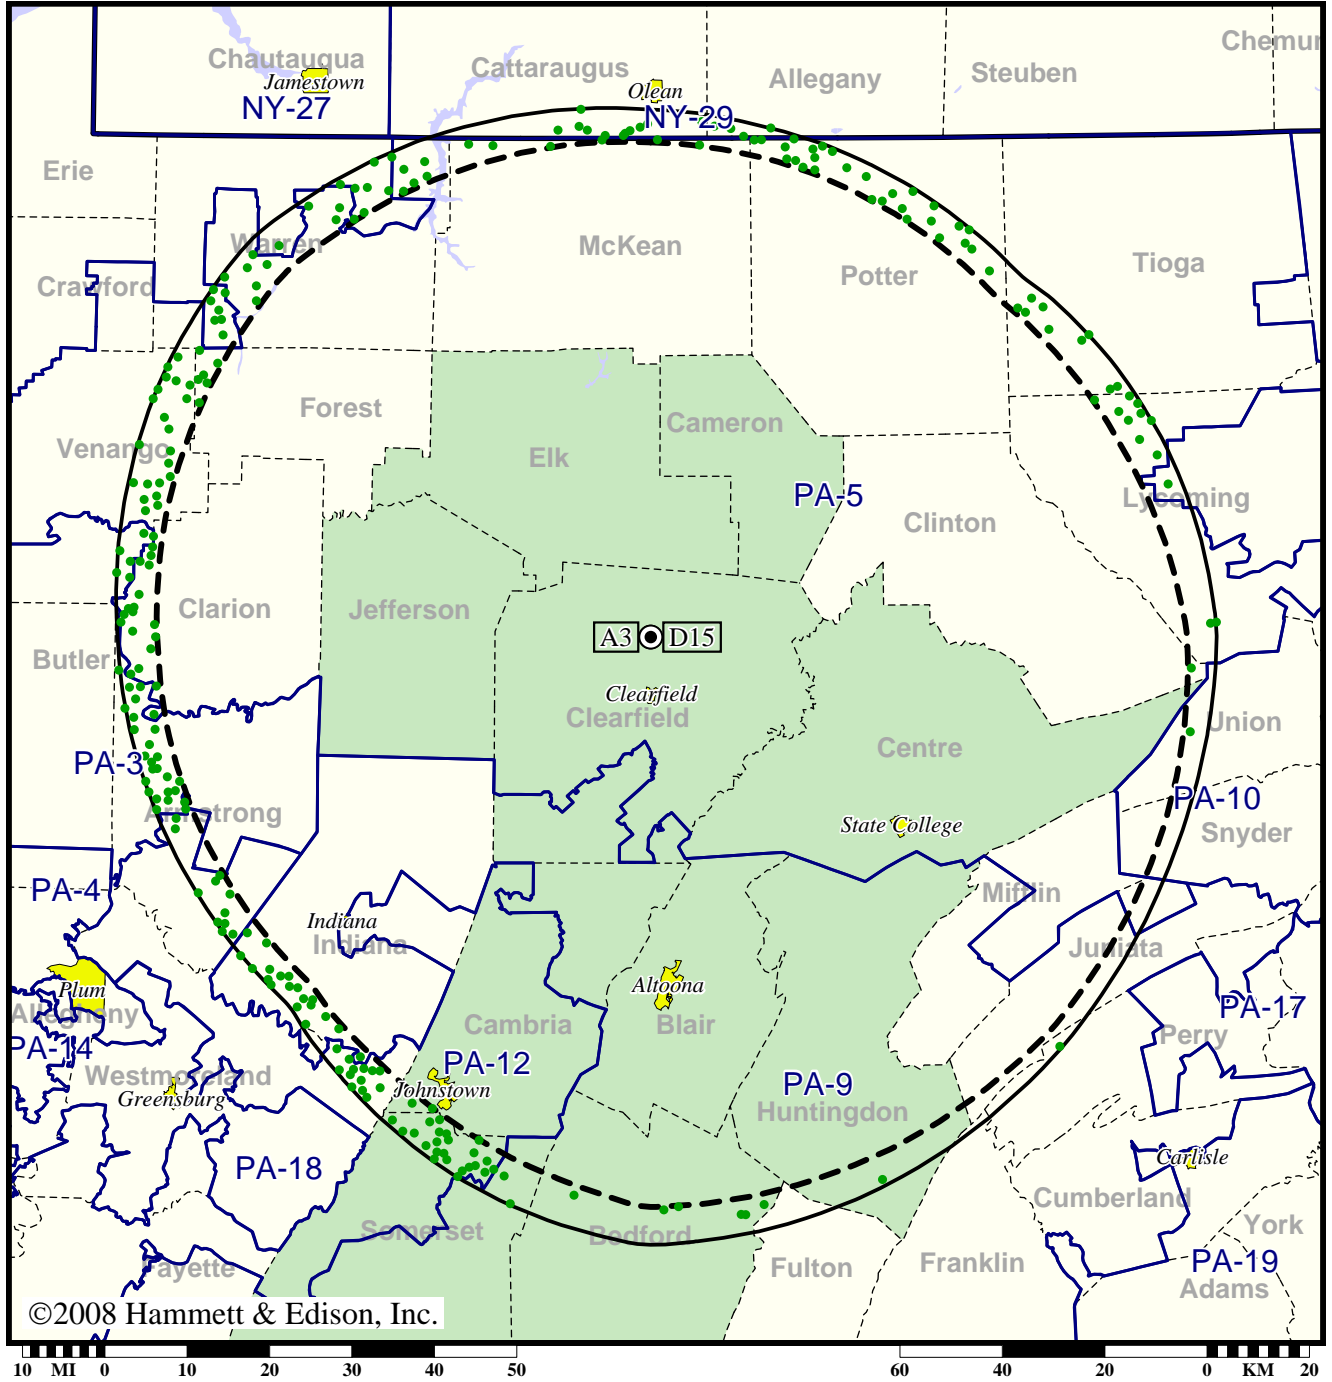 Chautauqua
Jamestown
NY-27
Cattaraugus
Olean
NY-29
Allegany
Steuben
Chemun
Erie
Warren
McKean
Potter
Tioga
Crawford
Forest
Cameron
Venango
Elk
PA-5
Lycoming
Clinton
Clarion
Jefferson
A3 D15
Butler
Clearfield
Clearfield
Union
Centre
PA-3
PA-10
Armstrong
State College
Snyder
PA-4
Mifflin
Indiana
Indiana
Juniata
Plum
Altoona
Allegheny
PA-17
Cambria
Blair
Perry
PA-14
PA-12
Westmoreland
Greensburg
Johnstown
PA-9
Huntingdon
PA-18
Carlisle
Cumberland
Somerset
Bedford
York
Fayette
Fulton
Franklin
PA-19
Adams
©2008 Hammett & Edison, Inc.
10 MI 0 10 20 30 40 50 60 40 20 0 KM 20